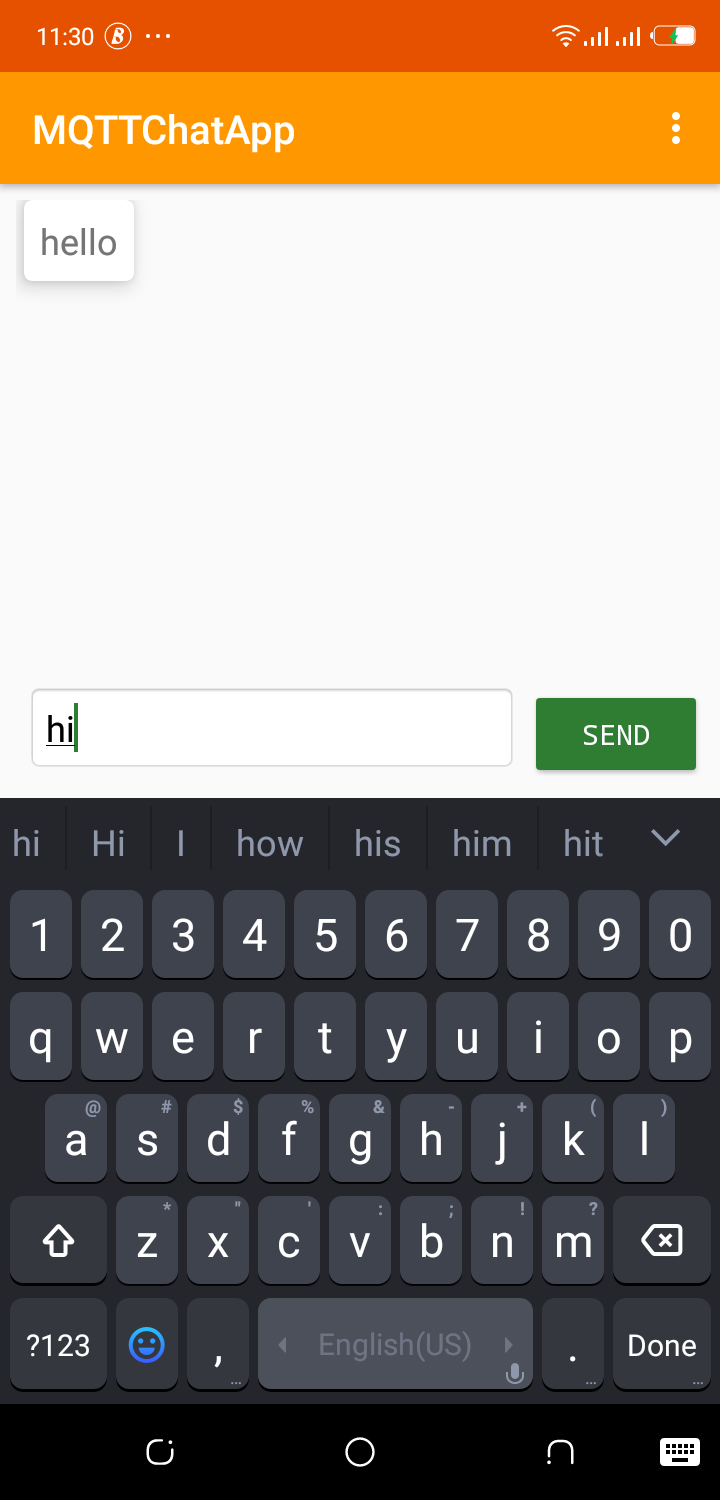 11:30
MQTTChatApp
hello
hi
SEND
hi Hi I how his him hit
1 2 3 4 5 6 7 8 9 0
q w e r t y u i o p
@ # $ % & - + ( )
a s d f g h j k l
* " ' : ; ! ?
z x c v b n m
?123 , English(US) . Done